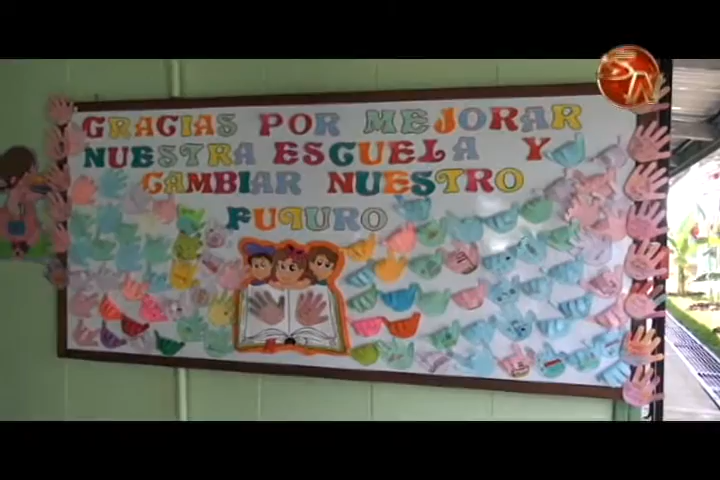 GRACIAS POR MEJORAR
NUESTRA ESCUELA Y
CAMBIAR NUESTRO
FUTURO